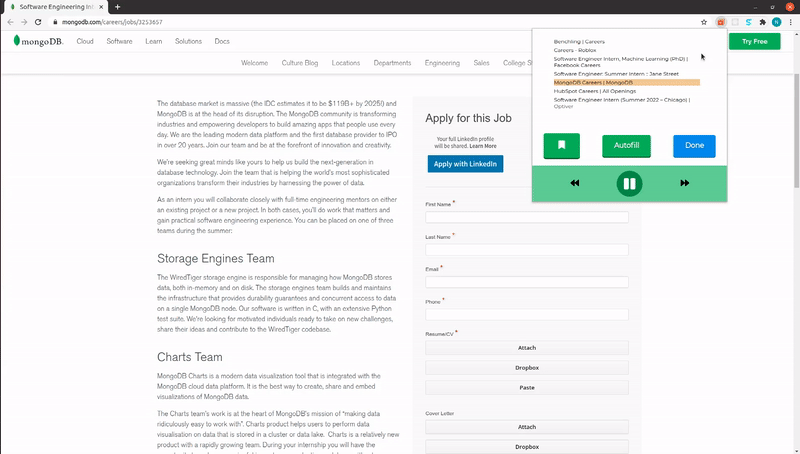 Software Engineering Int
mongodb.com/careers/jobs/3253657
N
mongoDB.
Cloud
Software
Learn
Solutions
Docs
Try Free
Welcome
Culture Blog
Locations
Departments
Engineering
Sales
College St
Benchling | Careers
Careers - Roblox
Software Engineer Intern, Machine Learning (PhD) |
Facebook Careers
Software Engineer: Summer Intern :: Jane Street
MongoDB Careers | MongoDB
HubSpot Careers | All Openings
Software Engineer Intern (Summer 2022 – Chicago) |
Optiver
Autofill
Done
The database market is massive (the IDC estimates it to be $119B+ by 2025!) and
MongoDB is at the head of its disruption. The MongoDB community is transforming
industries and empowering developers to build amazing apps that people use every
day. We are the leading modern data platform and the first database provider to IPO
in over 20 years. Join our team and be at the forefront of innovation and creativity.
We're seeking great minds like yours to help us build the next-generation in
database technology. Join the team that is helping the world's most sophisticated
organizations transform their industries by harnessing the power of data.
As an intern you will collaborate closely with full-time engineering mentors on either
an existing project or a new project. In both cases, you'll do work that matters and
gain practical software engineering experience. You can be placed on one of three
teams during the summer:
Storage Engines Team
The WiredTiger storage engine is responsible for managing how MongoDB stores
data, both in-memory and on disk. The storage engines team builds and maintains
the infrastructure that provides durability guarantees and concurrent access to data
on a single MongoDB node. Our software is written in C, with an extensive Python
test suite. We're looking for motivated individuals ready to take on new challenges,
share their ideas and contribute to the WiredTiger codebase.
Charts Team
MongoDB Charts is a modern data visualization tool that is integrated with the
MongoDB cloud data platform. It is the best way to create, share and embed
visualizations of MongoDB data.
The Charts team's work is at the heart of MongoDB's mission of "making data
ridiculously easy to work with". Charts product helps users to perform data
visualisation on data that is stored in a cluster or data lake. Charts is a relatively new
product with a rapidly growing team. During your internship you will have the
Apply for this Job
Your full LinkedIn profile
will be shared. Learn More
Apply with LinkedIn
First Name *
Last Name *
Email *
Phone *
Resume/CV *
Attach
Dropbox
Paste
Cover Letter
Attach
Dropbox